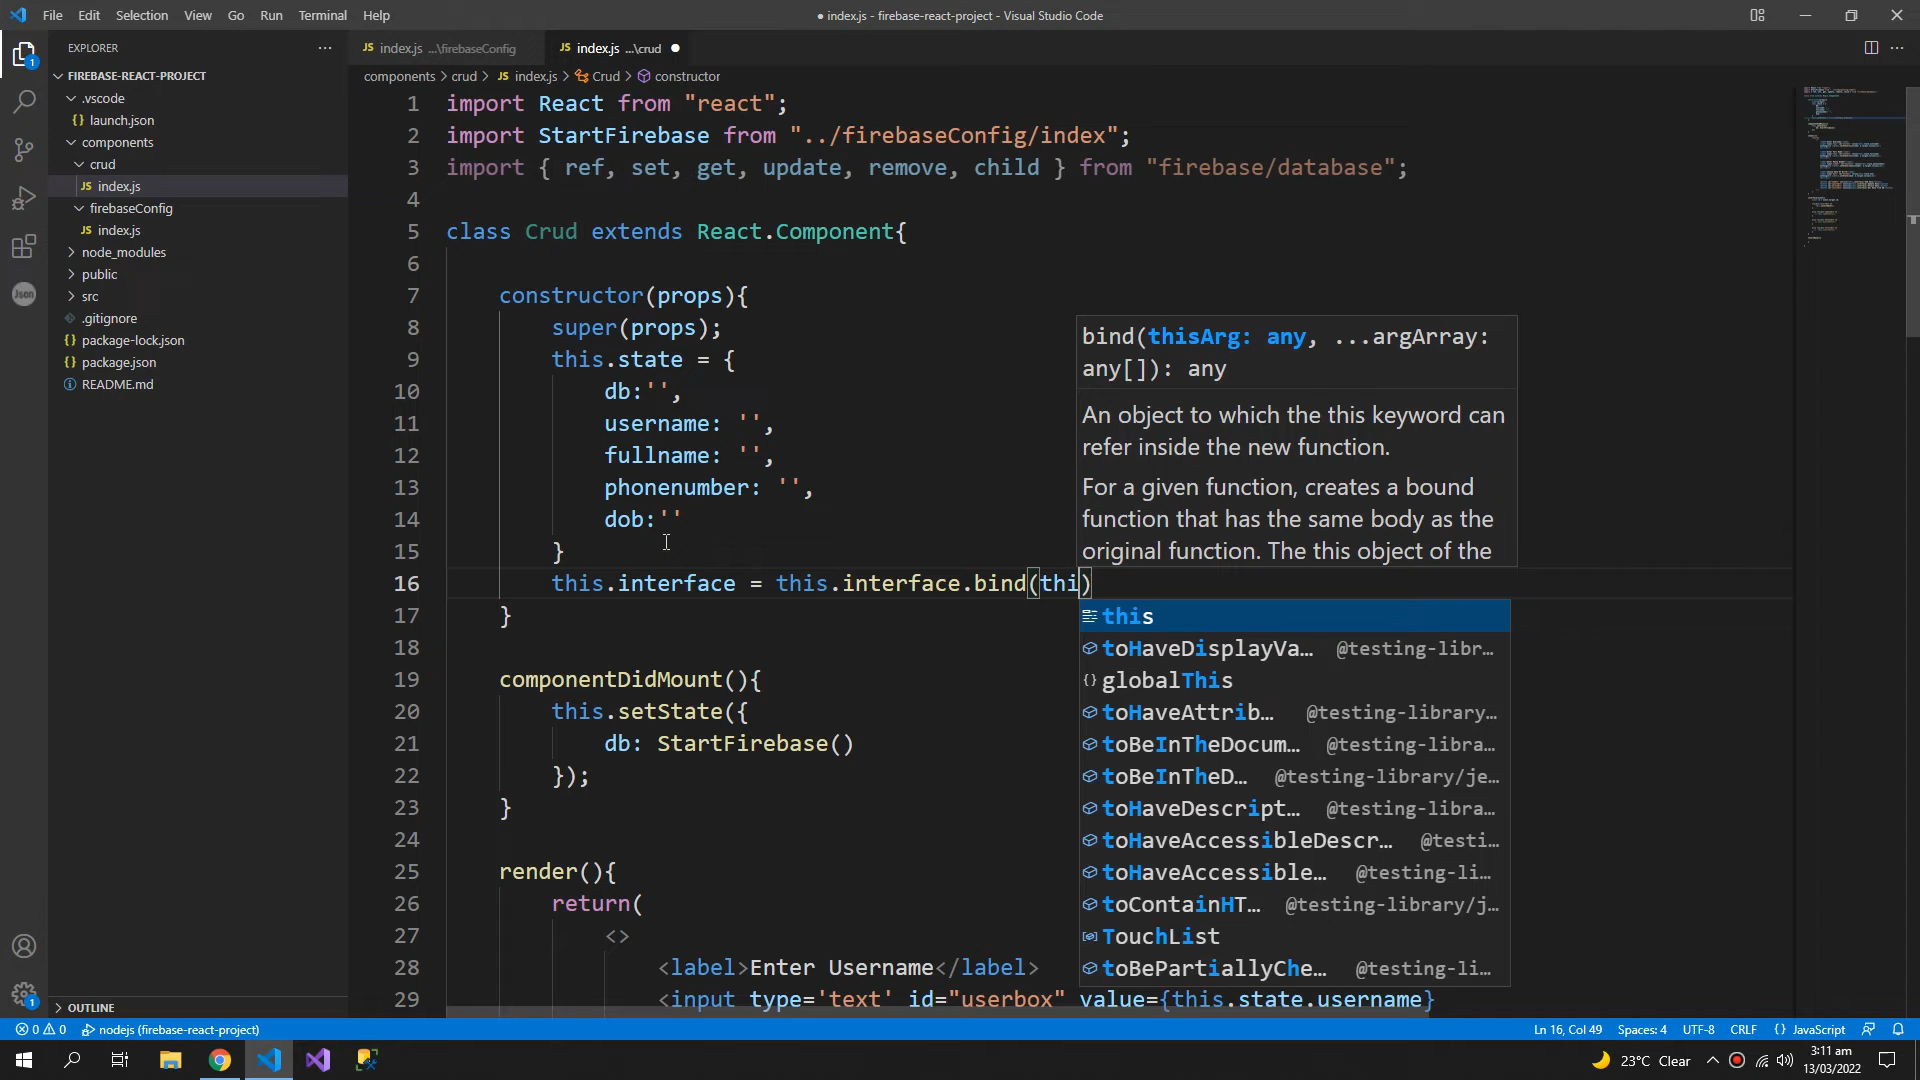 File Edit Selection View Go Run Terminal Help
● index.js - firebase-react-project - Visual Studio Code
EXPLORER
FIREBASE-REACT-PROJECT
.vscode
launch.json
components
crud
JS index.js
firebaseConfig
JS index.js
node_modules
public
src
.gitignore
package-lock.json
package.json
README.md
OUTLINE
1
1
Json
JS index.js ...\firebaseConfig
JS index.js ...\crud ●
components > crud > JS index.js > Crud > constructor
1 import React from "react";
2 import StartFirebase from "../firebaseConfig/index";
3 import { ref, set, get, update, remove, child } from "firebase/database";
4
5 class Crud extends React.Component{
6
7 constructor(props){
8 super(props);
9 this.state = {
10 db:'',
11 username: '',
12 fullname: '',
13 phonenumber: '',
14 dob:''
15 }
16 this.interface = this.interface.bind(thi)
17 }
18
19 componentDidMount(){
20 this.setState({
21 db: StartFirebase()
22 });
23 }
24
25 render(){
26 return(
27 <>
28 <label>Enter Username</label>
29 <input type='text' id="userbox" value={this.state.username}
bind(thisArg: any, ...argArray:
any[]): any
An object to which the this keyword can
refer inside the new function.
For a given function, creates a bound
function that has the same body as the
original function. The this object of the
this
toHaveDisplayVa... @testing-libr...
globalThis
toHaveAttrib... @testing-library...
toBeInTheDocum... @testing-libra...
toBeInTheD... @testing-library/je...
toHaveDescript... @testing-libra...
toHaveAccessibleDescr... @testi...
toHaveAccessible... @testing-li...
toContainHT... @testing-library/j...
TouchList
toBePartiallyChe... @testing-li...
0 0 nodejs (firebase-react-project)
Ln 16, Col 49 Spaces: 4 UTF-8 CRLF {} JavaScript
23°C Clear
3:11 am
13/03/2022